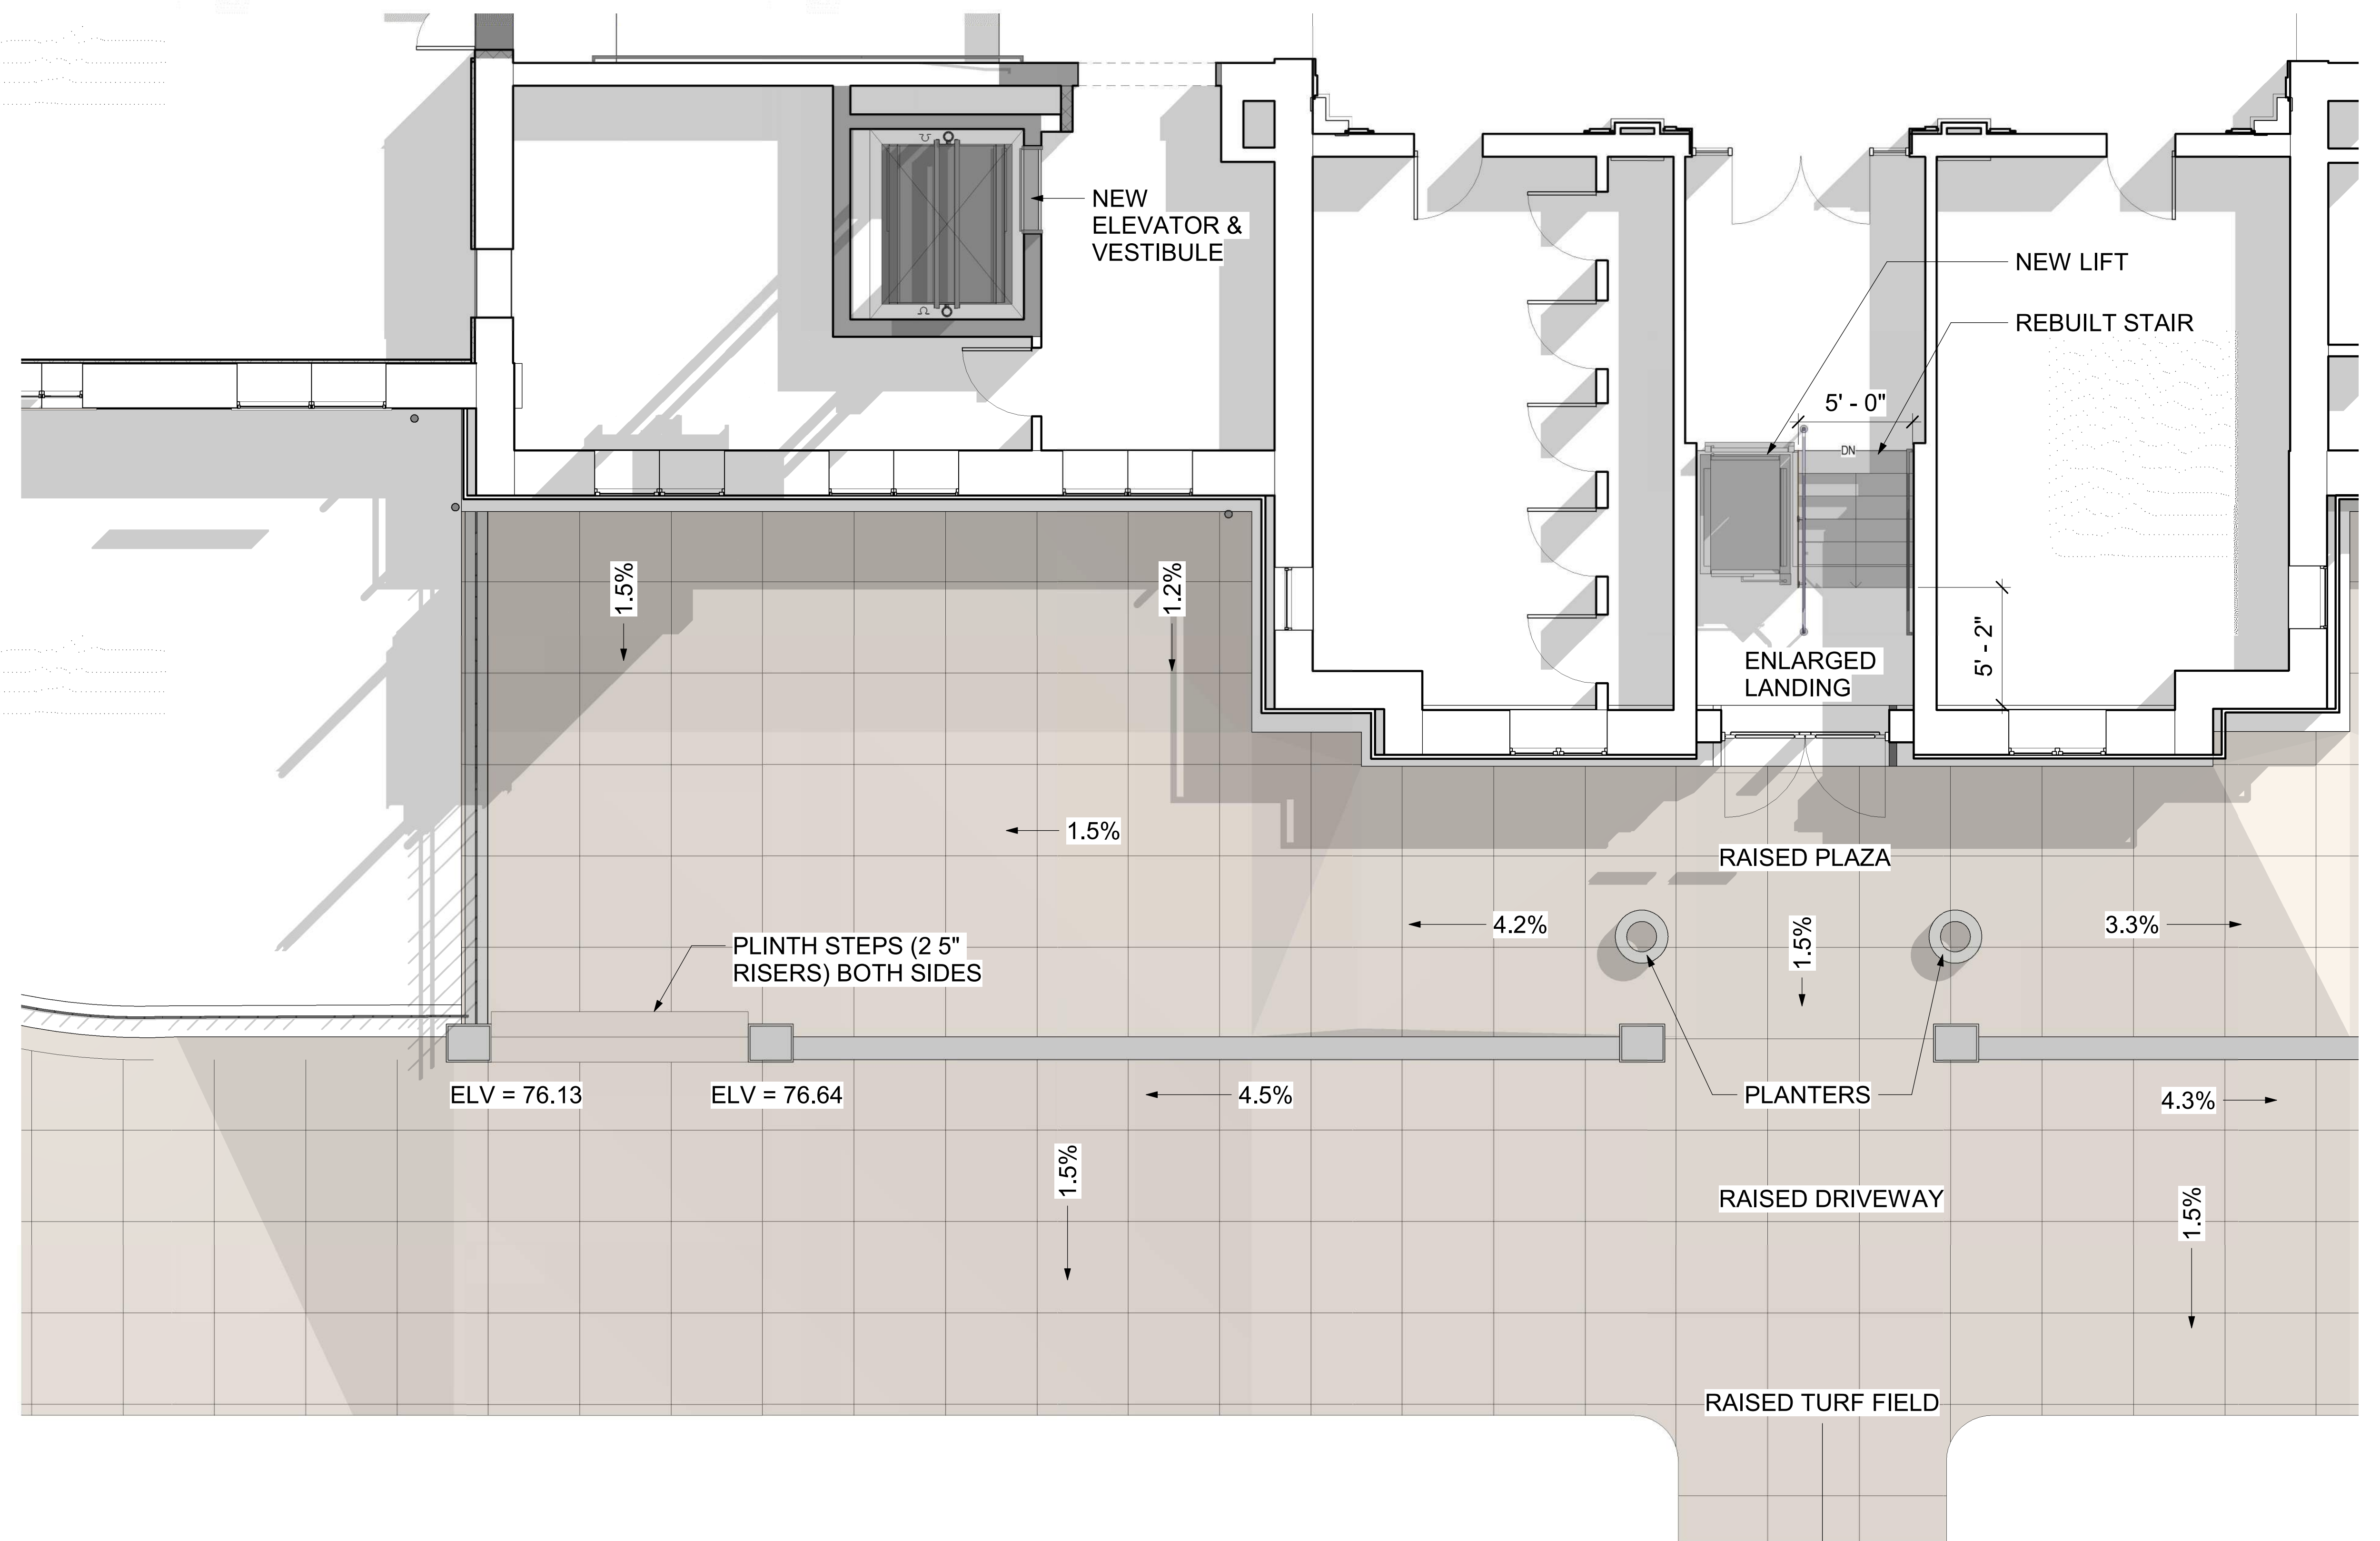 NEW
ELEVATOR &
VESTIBULE
NEW LIFT
REBUILT STAIR
5' - 0"
DN
1.5%
1.2%
5' - 2"
ENLARGED
LANDING
1.5%
RAISED PLAZA
4.2%
1.5%
3.3%
PLINTH STEPS (2 5"
RISERS) BOTH SIDES
ELV = 76.13
ELV = 76.64
4.5%
PLANTERS
4.3%
1.5%
RAISED DRIVEWAY
1.5%
RAISED TURF FIELD